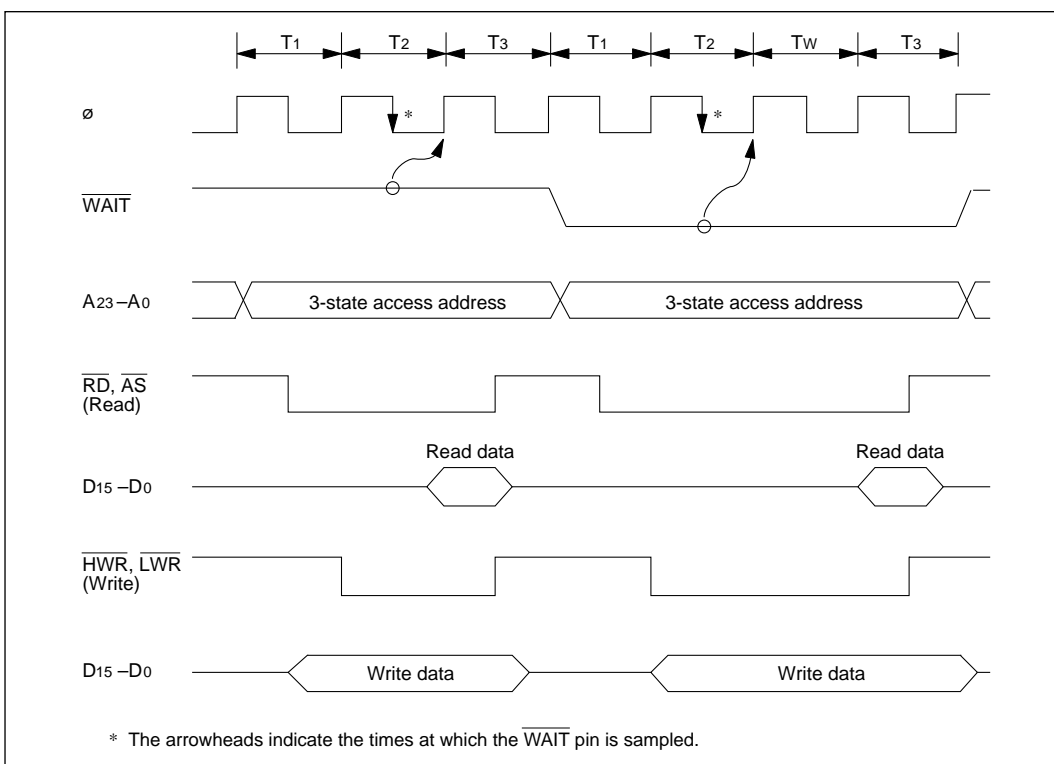 T1 T2 T3 T1 T2 TW T3
ø * *
WAIT
A23–A0 3-state access address 3-state access address
RD, AS
(Read)
Read data Read data
D15–D0
HWR, LWR
(Write)
D15–D0 Write data Write data
* The arrowheads indicate the times at which the WAIT pin is sampled.